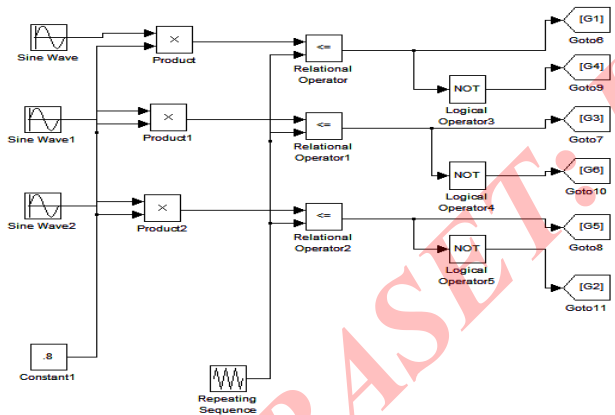 Sine Wave
×
Product
<=
Relational
Operator
[G1]
Goto6
NOT
Logical
Operator3
[G4]
Goto9
Sine Wave1
×
Product1
<=
Relational
Operator1
[G3]
Goto7
NOT
Logical
Operator4
[G6]
Goto10
Sine Wave2
×
Product2
<=
Relational
Operator2
[G5]
Goto8
NOT
Logical
Operator5
[G2]
Goto11
.8
Constant1
Repeating
Sequence
RASET: